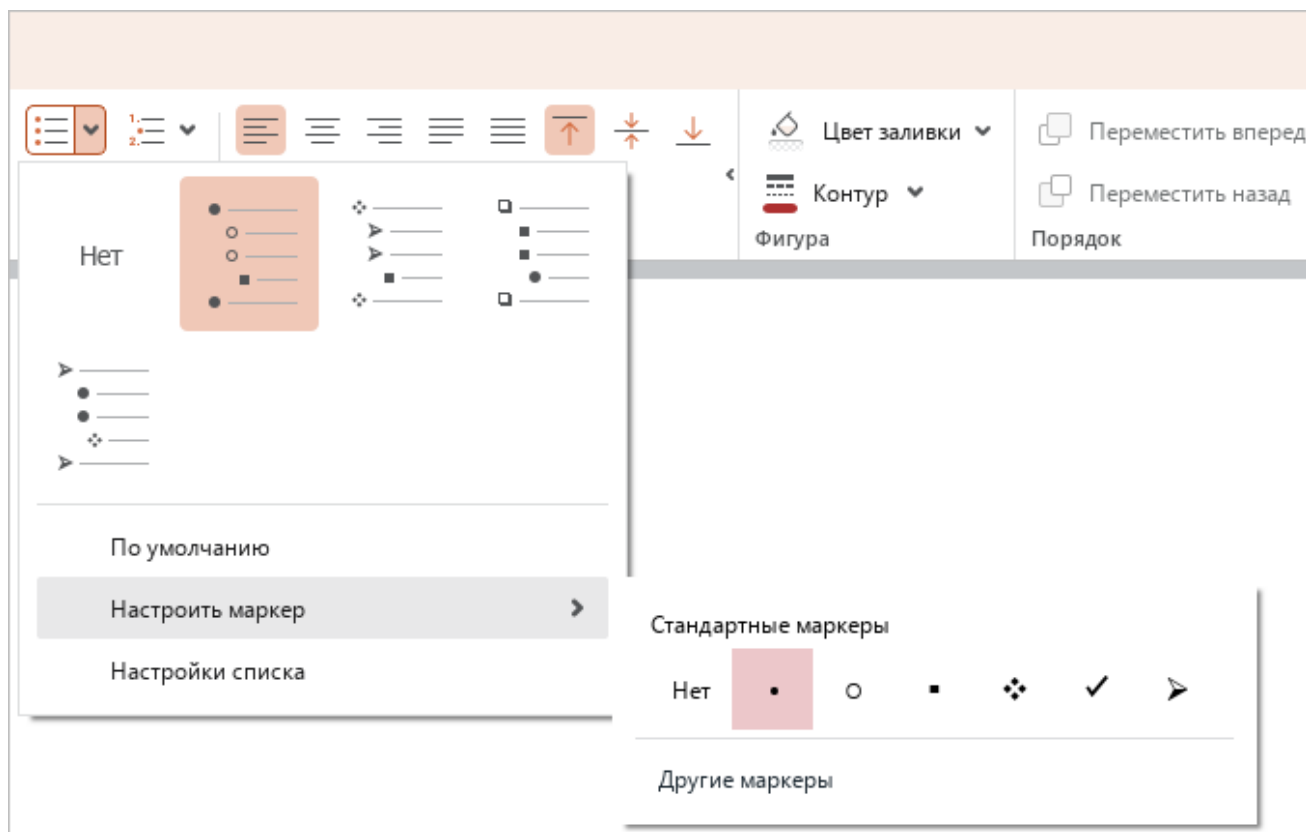 Цвет заливки
Переместить вперед
Контур
Переместить назад
Фигура
Порядок
Нет
По умолчанию
Настроить маркер
Настройки списка
Стандартные маркеры
Нет
Другие маркеры